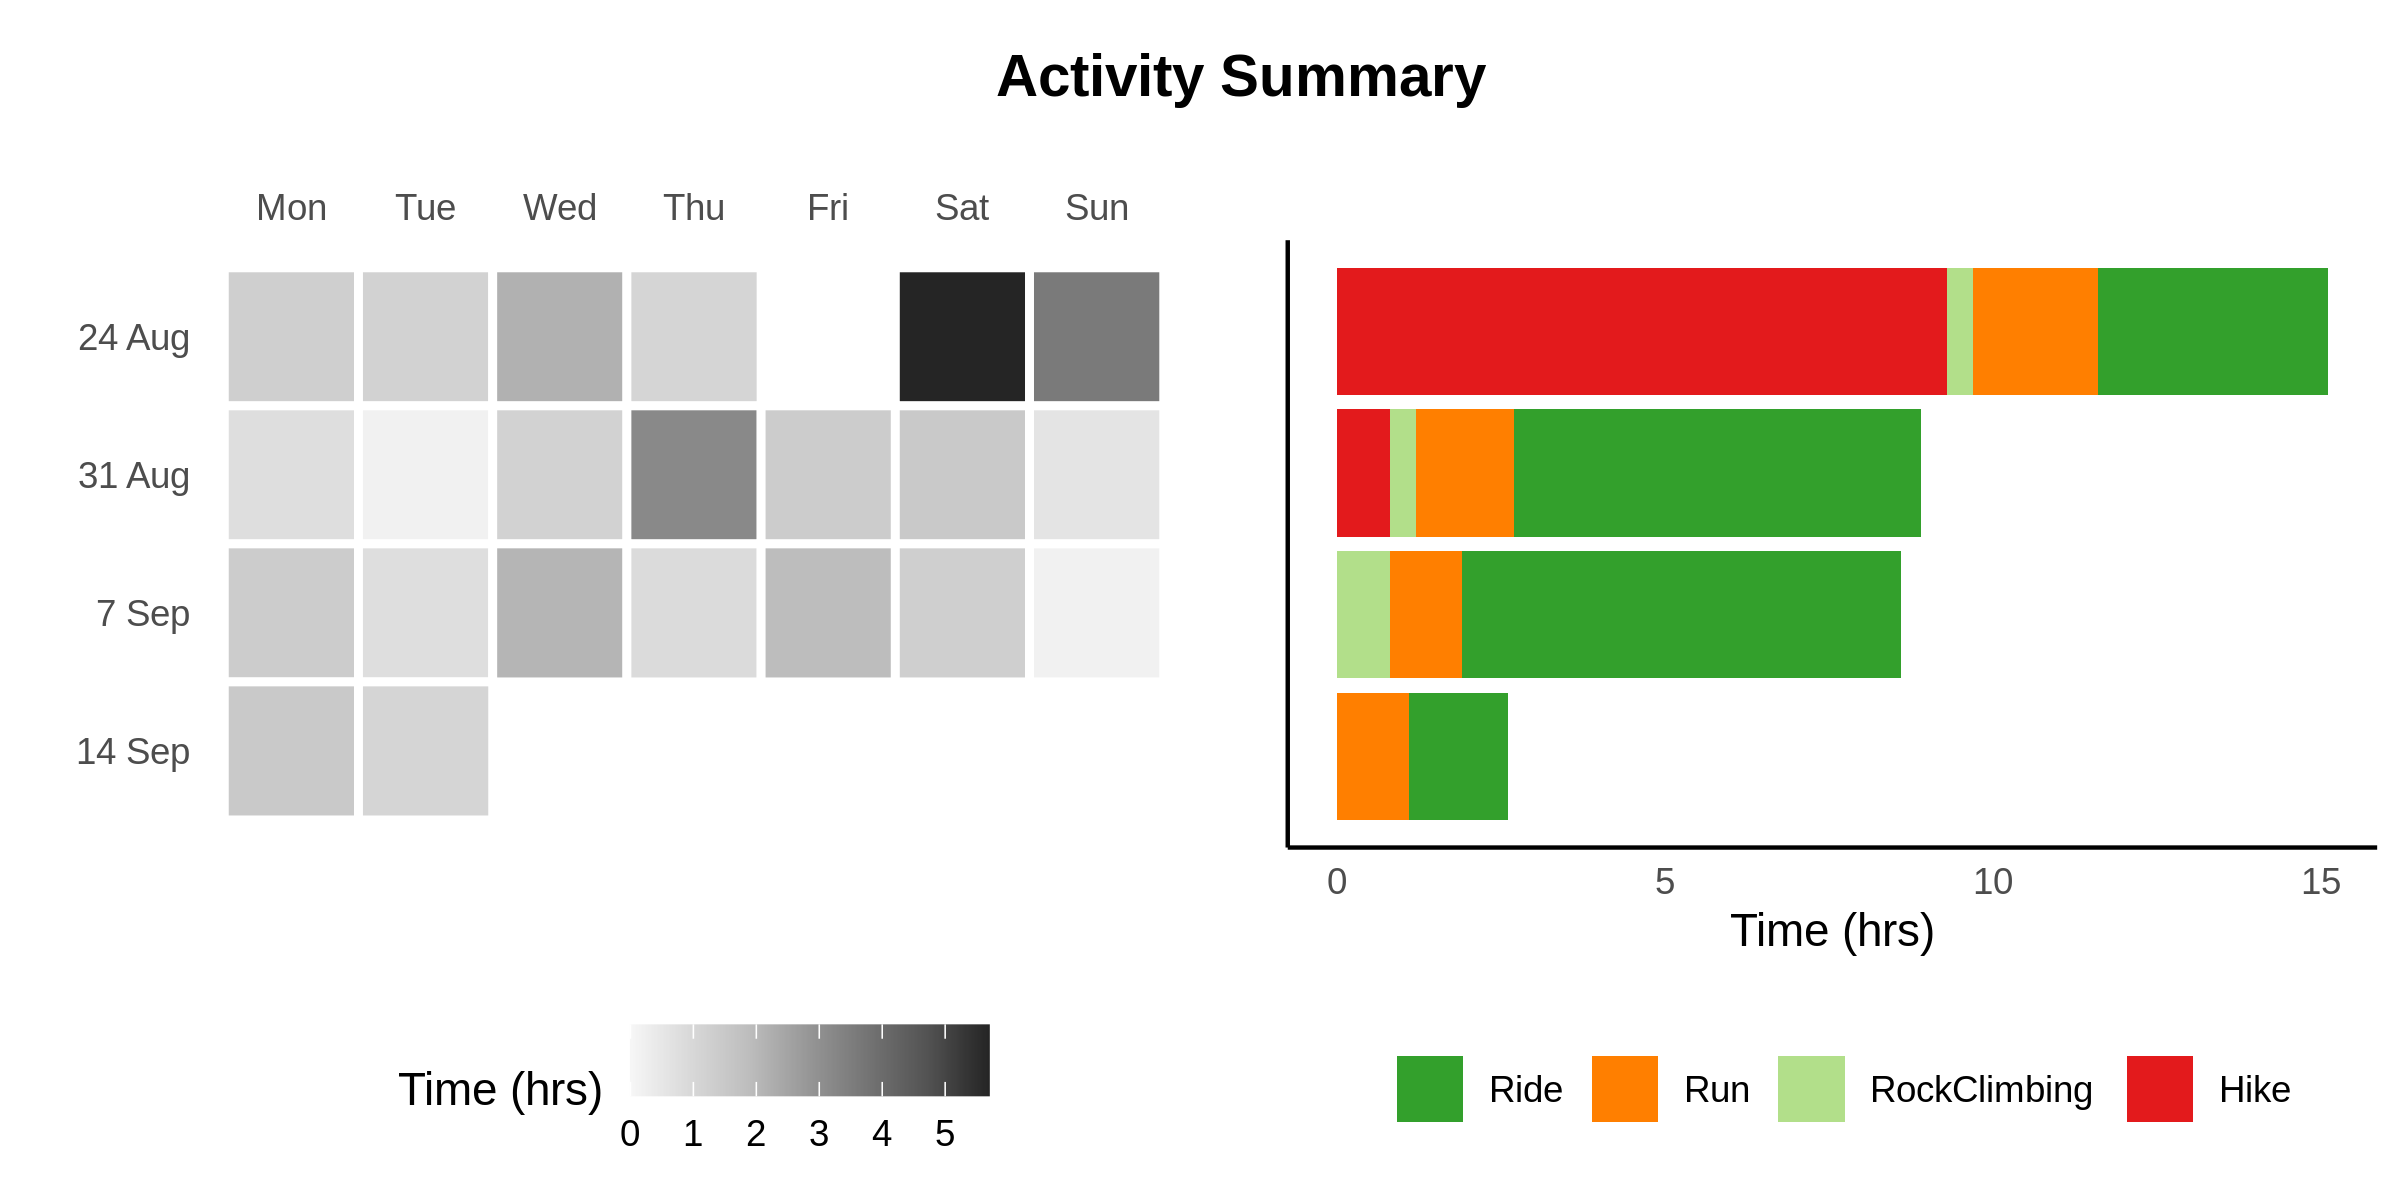 Activity Summary
Mon Tue Wed Thu Fri Sat Sun
24 Aug
31 Aug
7 Sep
14 Sep
Time (hrs)
0 1 2 3 4 5
0 5 10 15
Time (hrs)
Ride Run RockClimbing Hike